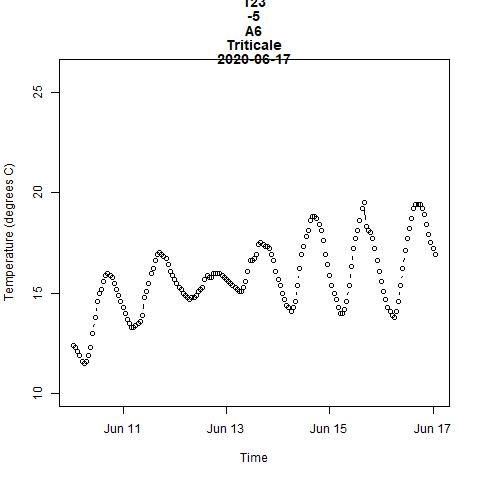 123
-5
A6
Triticale
2020-06-17
25
20
15
10
Temperature (degrees C)
Jun 11
Jun 13
Jun 15
Jun 17
Time